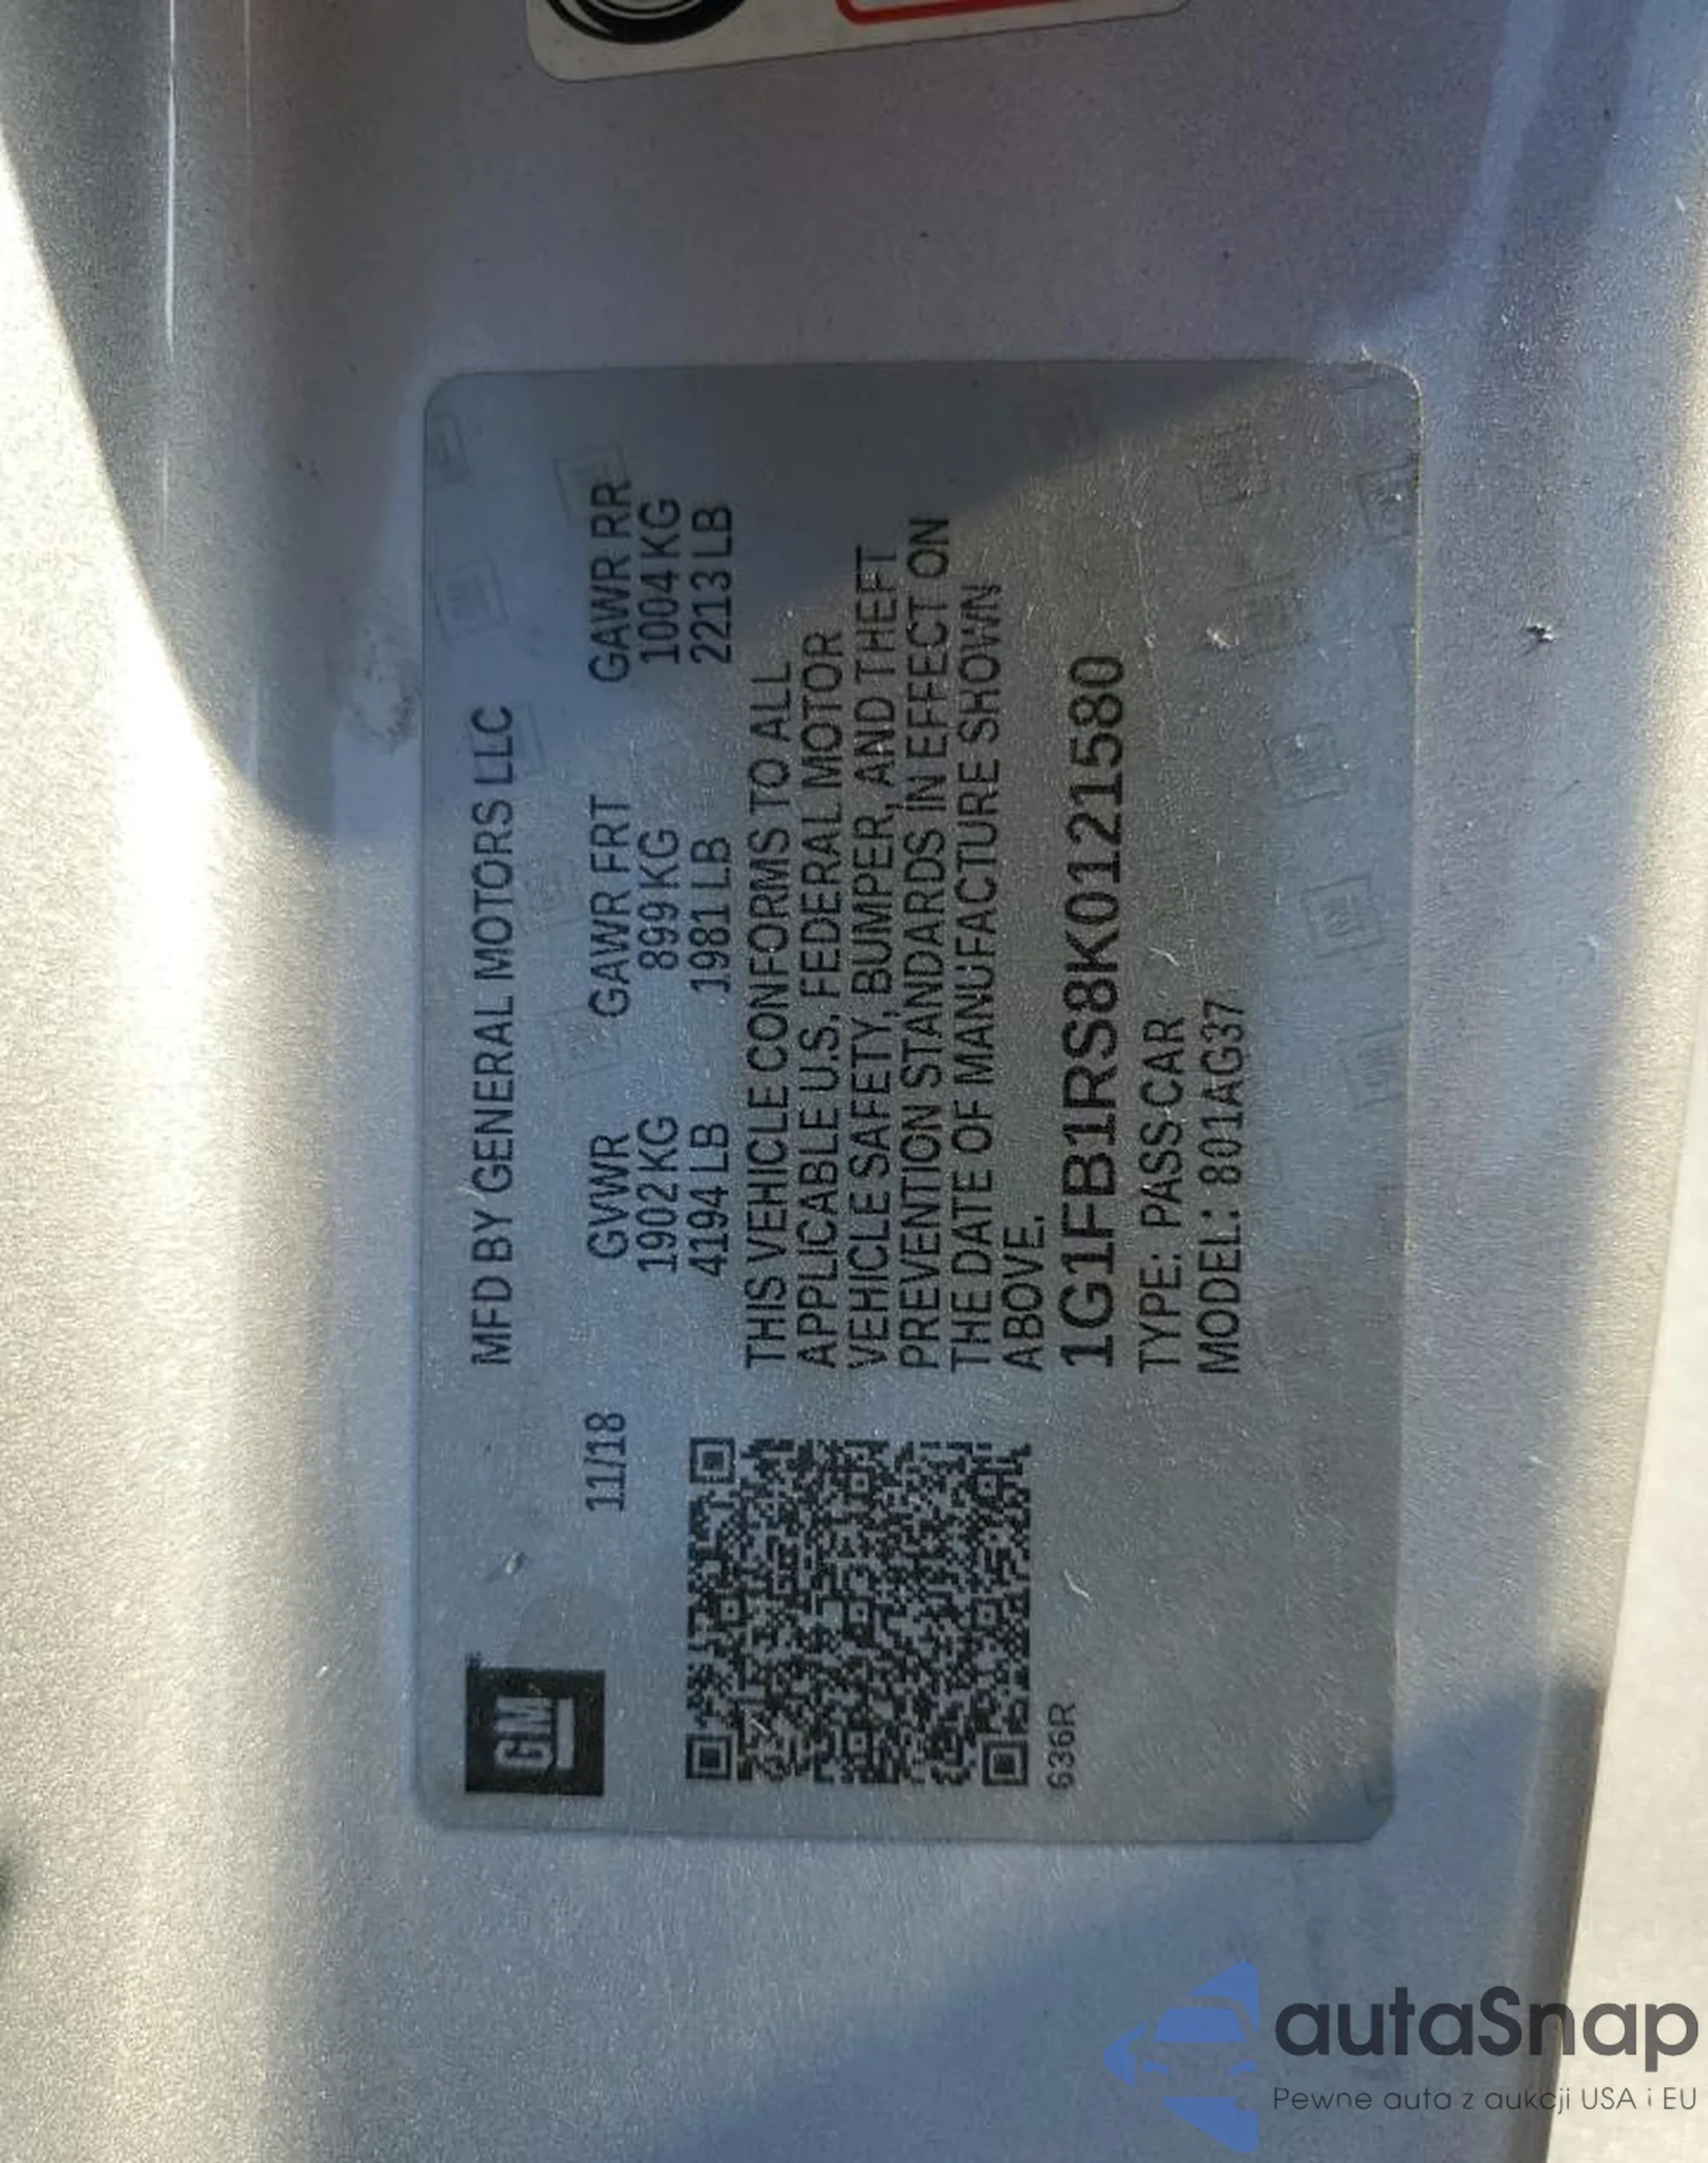 GM
MFD BY GENERAL MOTORS LLC
11/18
GVWR GAWR FRT GAWR RR
1902 KG 899 KG 1004 KG
4194 LB 1981 LB 2213 LB
THIS VEHICLE CONFORMS TO ALL
APPLICABLE U.S. FEDERAL MOTOR
VEHICLE SAFETY, BUMPER, AND THEFT
PREVENTION STANDARDS IN EFFECT ON
THE DATE OF MANUFACTURE SHOWN
ABOVE.
1G1FB1RS8K0121580
TYPE: PASS CAR
MODEL: 801AG37
636R
autaSnap
Pewne auta z aukcji USA i EU